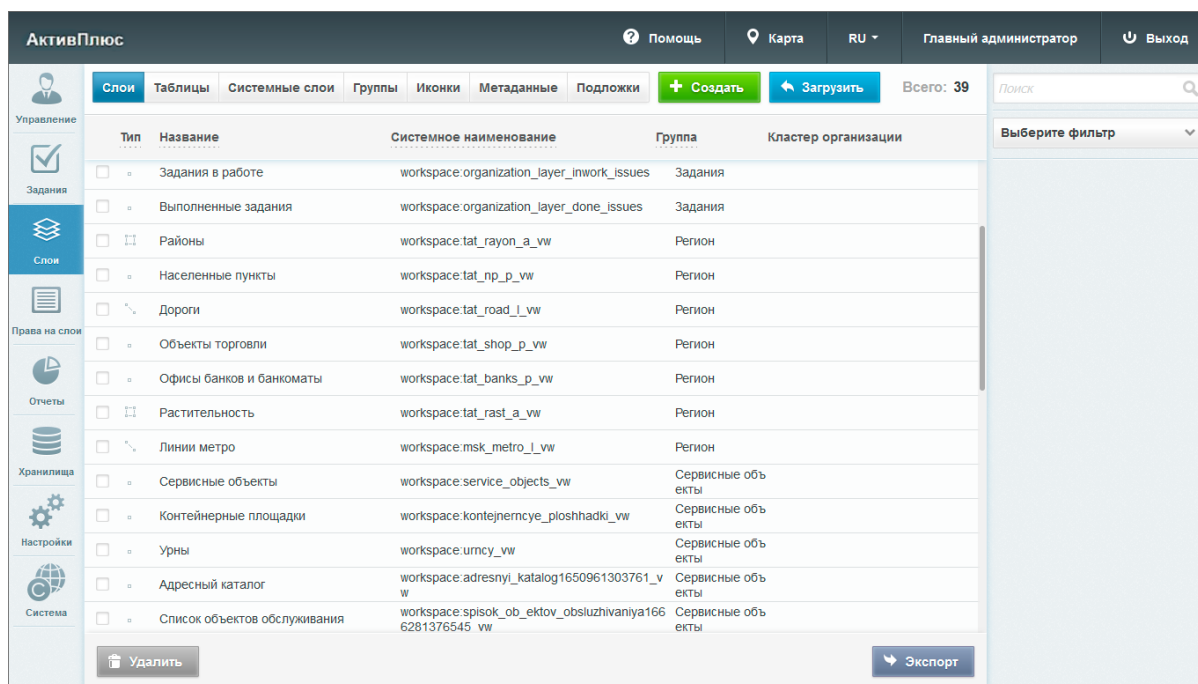 АктивПлюс
Помощь
Карта
RU
Главный администратор
Выход
Управление
Задания
Слои
Права на слои
Отчеты
Хранилища
Настройки
Система
Слои Таблицы Системные слои Группы Иконки Метаданные Подложки
Создать
Загрузить
Всего: 39
Поиск
Выберите фильтр
Тип Название Системное наименование Группа Кластер организации
Задания в работе workspace:organization_layer_inwork_issues Задания
Выполненные задания workspace:organization_layer_done_issues Задания
Районы workspace:tat_rayon_a_vw Регион
Населенные пункты workspace:tat_np_p_vw Регион
Дороги workspace:tat_road_l_vw Регион
Объекты торговли workspace:tat_shop_p_vw Регион
Офисы банков и банкоматы workspace:tat_banks_p_vw Регион
Растительность workspace:tat_rast_a_vw Регион
Линии метро workspace:msk_metro_l_vw Регион
Сервисные объекты workspace:service_objects_vw Сервисные объ
екты
Контейнерные площадки workspace:kontejnerncye_ploshhadki_vw Сервисные объ
екты
Урны workspace:urncy_vw Сервисные объ
екты
Адресный каталог workspace:adresnyi_katalog1650961303761_v Сервисные объ
w екты
Список объектов обслуживания workspace:spisok_ob_ektov_obsluzhivaniya166 Сервисные объ
6281376545_vw екты
Удалить
Экспорт